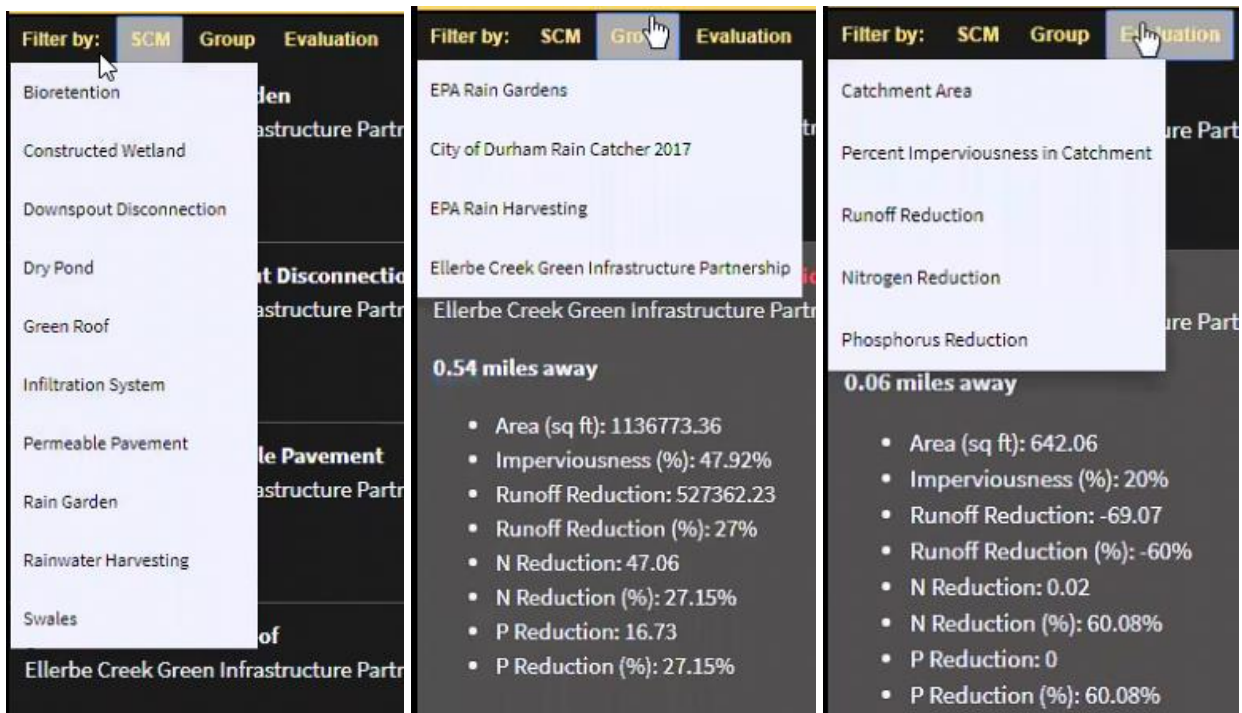 Filter by: SCM Group Evaluation
Bioretention
Constructed Wetland
Downspout Disconnection
Dry Pond
Green Roof
Infiltration System
Permeable Pavement
Rain Garden
Rainwater Harvesting
Swales
Ellerbe Creek Green Infrastructure Partr
Filter by: SCM Evaluation
EPA Rain Gardens
City of Durham Rain Catcher 2017
EPA Rain Harvesting
Ellerbe Creek Green Infrastructure Partnership
Ellerbe Creek Green Infrastructure Partr
0.54 miles away
• Area (sq ft): 1136773.36
• Imperviousness (%): 47.92%
• Runoff Reduction: 527362.23
• Runoff Reduction (%): 27%
• N Reduction: 47.06
• N Reduction (%): 27.15%
• P Reduction: 16.73
• P Reduction (%): 27.15%
Filter by: SCM Group
Catchment Area
Percent Imperviousness in Catchment
Runoff Reduction
Nitrogen Reduction
Phosphorus Reduction
0.06 miles away
• Area (sq ft): 642.06
• Imperviousness (%): 20%
• Runoff Reduction: -69.07
• Runoff Reduction (%): -60%
• N Reduction: 0.02
• N Reduction (%): 60.08%
• P Reduction: 0
• P Reduction (%): 60.08%